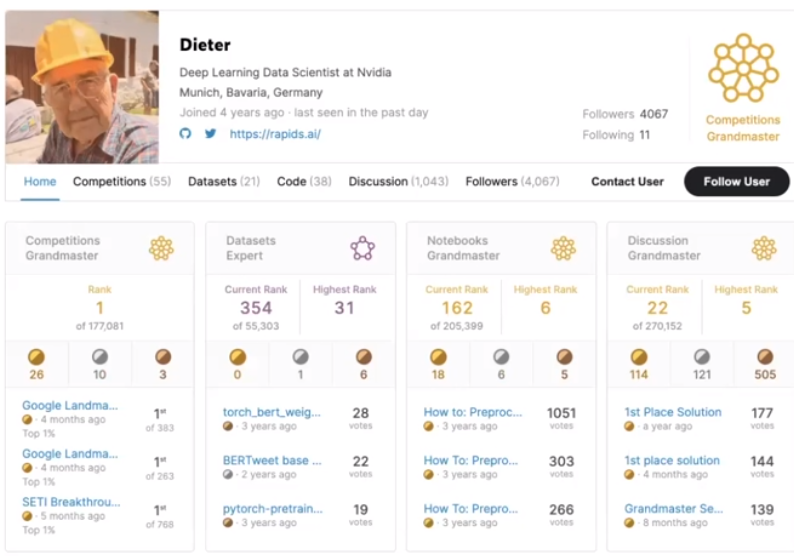 Dieter
Deep Learning Data Scientist at Nvidia
Munich, Bavaria, Germany
Joined 4 years ago · last seen in the past day
https://rapids.ai/
Followers 4067
Following 11
Competitions
Grandmaster
Home Competitions (55) Datasets (21) Code (38) Discussion (1,043) Followers (4,067) Contact User Follow User
Competitions
Grandmaster
Rank
1
of 177,081
26 10 3
Google Landma... 1st
· 4 months ago of 383
Top 1%
Google Landma... 1st
· 4 months ago of 263
Top 1%
SETI Breakthrou... 1st
· 5 months ago of 768
Top 1%
Datasets
Expert
Current Rank Highest Rank
354 31
of 55,303
0 1 6
torch_bert_weig... 28
· 3 years ago votes
BERTweet base ... 22
· 2 years ago votes
pytorch-pretrain... 19
· 3 years ago votes
Notebooks
Grandmaster
Current Rank Highest Rank
162 6
of 205,399
18 6 5
How to: Preproc... 1051
· 3 years ago votes
How To: Prepro... 303
· 3 years ago votes
How To: Prepro... 266
· 3 years ago votes
Discussion
Grandmaster
Current Rank Highest Rank
22 5
of 270,152
114 121 505
1st Place Solution 177
· a year ago votes
1st place solution 144
· 4 months ago votes
Grandmaster Se... 139
· 8 months ago votes